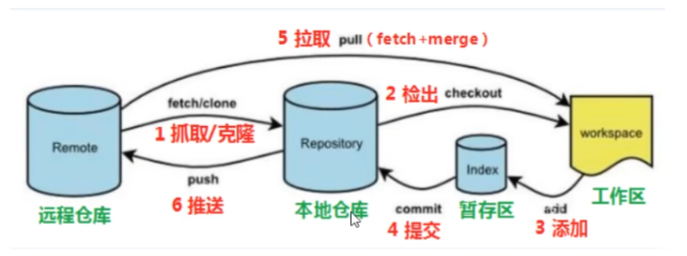 5 拉取 pull（fetch+merge）
fetch/clone
1 抓取/克隆
2 检出 checkout
Remote
Repository
workspace
Index
push
6 推送
远程仓库
本地仓库
commit
4 提交
暂存区
add
3 添加
工作区